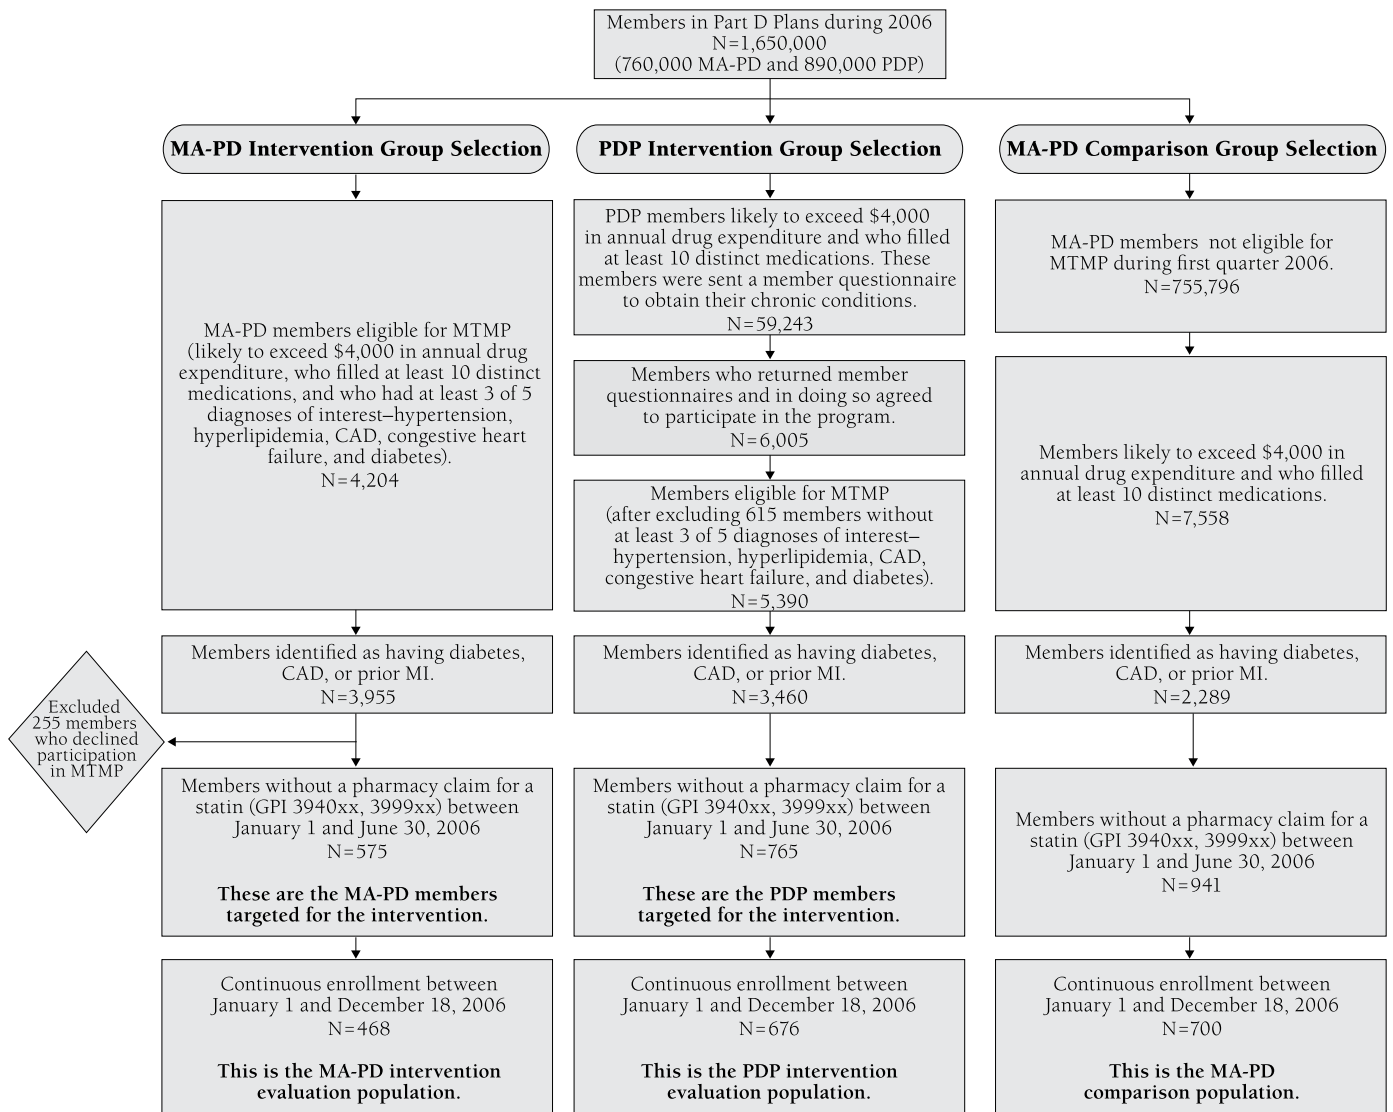 Members in Part D Plans during 2006
N=1,650,000
(760,000 MA-PD and 890,000 PDP)
MA-PD Intervention Group Selection
MA-PD members eligible for MTMP
(likely to exceed $4,000 in annual drug
expenditure, who filled at least 10 distinct
medications, and who had at least 3 of 5
diagnoses of interest–hypertension,
hyperlipidemia, CAD, congestive heart
failure, and diabetes).
N=4,204
Members identified as having diabetes,
CAD, or prior MI.
N=3,955
Excluded
255 members
who declined
participation
in MTMP
Members without a pharmacy claim for a
statin (GPI 3940xx, 3999xx) between
January 1 and June 30, 2006
N=575
These are the MA-PD members
targeted for the intervention.
Continuous enrollment between
January 1 and December 18, 2006
N=468
This is the MA-PD intervention
evaluation population.
PDP Intervention Group Selection
PDP members likely to exceed $4,000
in annual drug expenditure and who filled
at least 10 distinct medications. These
members were sent a member questionnaire
to obtain their chronic conditions.
N=59,243
Members who returned member
questionnaires and in doing so agreed
to participate in the program.
N=6,005
Members eligible for MTMP
(after excluding 615 members without
at least 3 of 5 diagnoses of interest–
hypertension, hyperlipidemia, CAD,
congestive heart failure, and diabetes).
N=5,390
Members identified as having diabetes,
CAD, or prior MI.
N=3,460
Members without a pharmacy claim for a
statin (GPI 3940xx, 3999xx) between
January 1 and June 30, 2006
N=765
These are the PDP members
targeted for the intervention.
Continuous enrollment between
January 1 and December 18, 2006
N=676
This is the PDP intervention
evaluation population.
MA-PD Comparison Group Selection
MA-PD members not eligible for
MTMP during first quarter 2006.
N=755,796
Members likely to exceed $4,000 in
annual drug expenditure and who filled
at least 10 distinct medications.
N=7,558
Members identified as having diabetes,
CAD, or prior MI.
N=2,289
Members without a pharmacy claim for a
statin (GPI 3940xx, 3999xx) between
January 1 and June 30, 2006
N=941
Continuous enrollment between
January 1 and December 18, 2006
N=700
This is the MA-PD
comparison population.